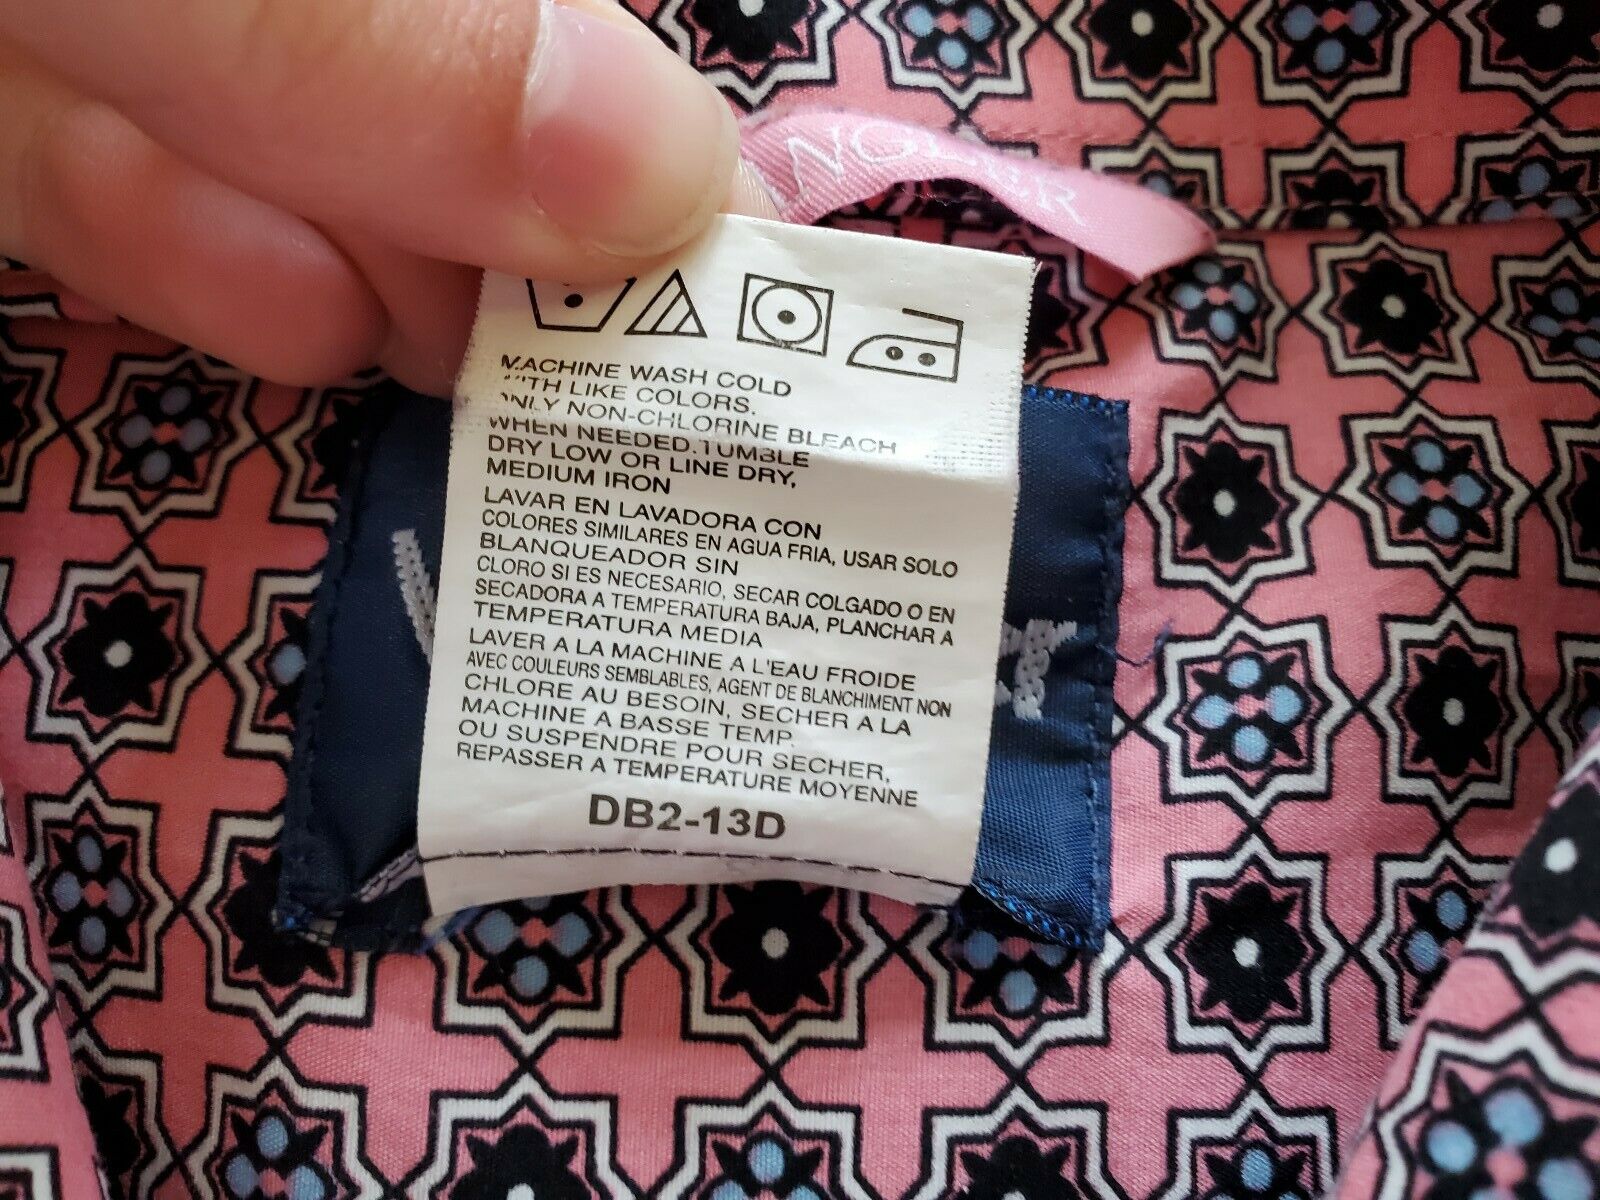 NGLER
MACHINE WASH COLD
WITH LIKE COLORS.
ONLY NON-CHLORINE BLEACH
WHEN NEEDED.TUMBLE
DRY LOW OR LINE DRY,
MEDIUM IRON
LAVAR EN LAVADORA CON
COLORES SIMILARES EN AGUA FRIA, USAR SOLO
BLANQUEADOR SIN
CLORO SI ES NECESARIO, SECAR COLGADO O EN
SECADORA A TEMPERATURA BAJA, PLANCHAR A
TEMPERATURA MEDIA
LAVER A LA MACHINE A L'EAU FROIDE
AVEC COULEURS SEMBLABLES, AGENT DE BLANCHIMENT NON
CHLORE AU BESOIN, SECHER A LA
MACHINE A BASSE TEMP.
OU SUSPENDRE POUR SECHER,
REPASSER A TEMPERATURE MOYENNE
DB2-13D